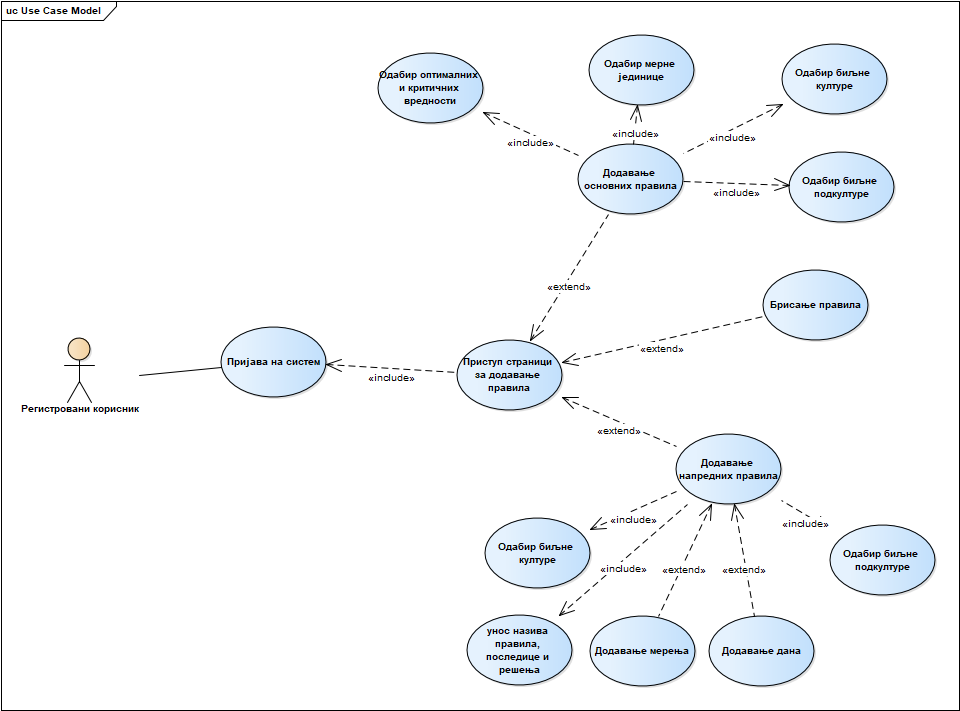 uc Use Case Model
Одабир оптималних
и критичних
вредности
Одабир мерне
јединице
Одабир биљне
културе
«include»
«include»
«include»
Додавање
основних правила
«include»
Одабир биљне
подкултуре
«extend»
Брисање правила
«extend»
Регистровани корисник
Пријава на систем
«include»
Приступ страници
за додавање
правила
«extend»
Додавање
напредних правила
«include»
«include»
Одабир биљне
културе
«include»
«extend»
«extend»
Одабир биљне
подкултуре
унос назива
правила,
последице и
решења
Додавање мерења
Додавање дана